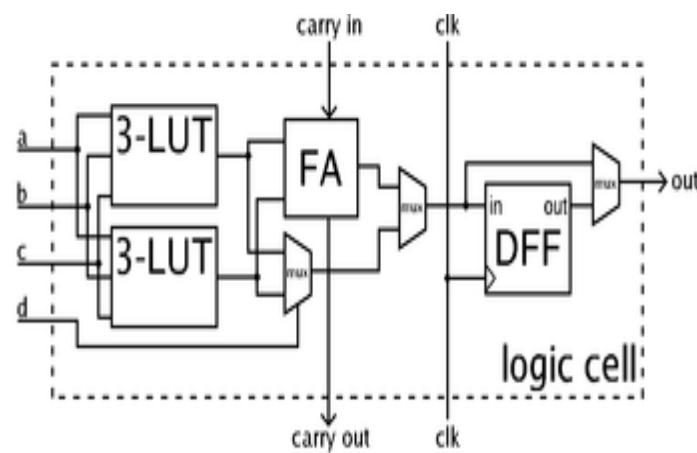 carry in
clk
a
3-LUT
FA
mux
mux
b
in
out
out
c
3-LUT
mux
DFF
d
logic cell
carry out
clk